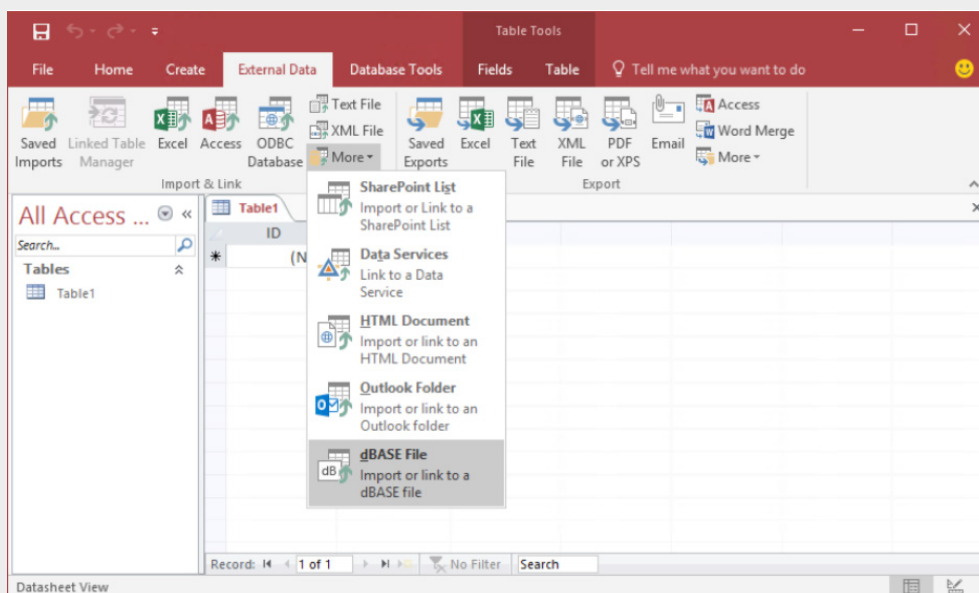 Table Tools
File Home Create External Data Database Tools Fields Table Tell me what you want to do
Saved Imports
Linked Table Manager
Excel
Access
ODBC Database
Text File
XML File
More
Saved Exports
Excel
Text File
XML File
PDF or XPS
Email
Access
Word Merge
More
Import & Link
Export
All Access ...
Search...
Tables
Table1
Table1
ID
(N
SharePoint List
Import or Link to a
SharePoint List
Data Services
Link to a Data
Service
HTML Document
Import or link to an
HTML Document
Outlook Folder
Import or link to an
Outlook folder
dB
dBASE File
Import or link to a
dBASE file
Record: 1 of 1 No Filter Search
Datasheet View